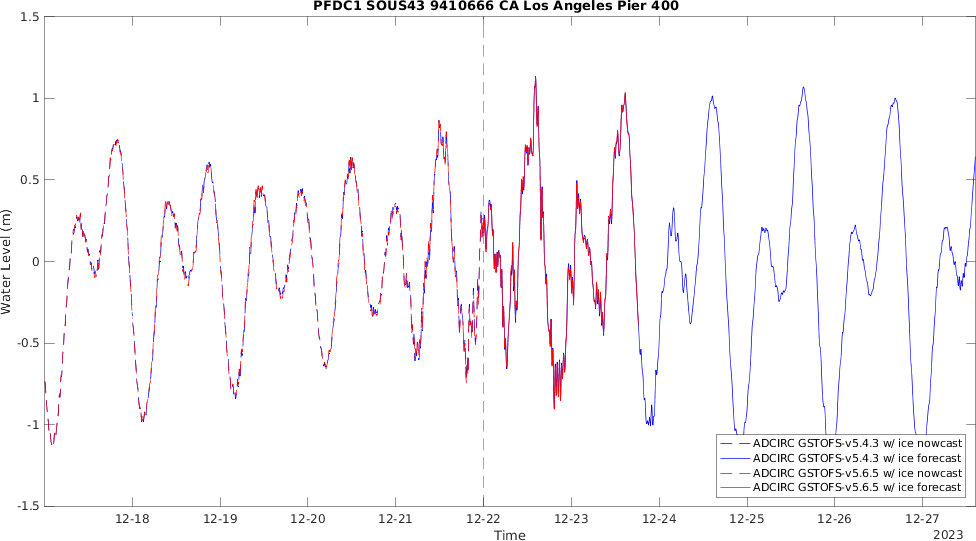 PFDC1 SOUS43 9410666 CA Los Angeles Pier 400
1.5
1
0.5
0
-0.5
-1
-1.5
Water Level (m)
ADCIRC GSTOFS-v5.4.3 w/ ice nowcast
ADCIRC GSTOFS-v5.4.3 w/ ice forecast
ADCIRC GSTOFS-v5.6.5 w/ ice nowcast
ADCIRC GSTOFS-v5.6.5 w/ ice forecast
12-18 12-19 12-20 12-21 12-22 12-23 12-24 12-25 12-26 12-27
Time
2023